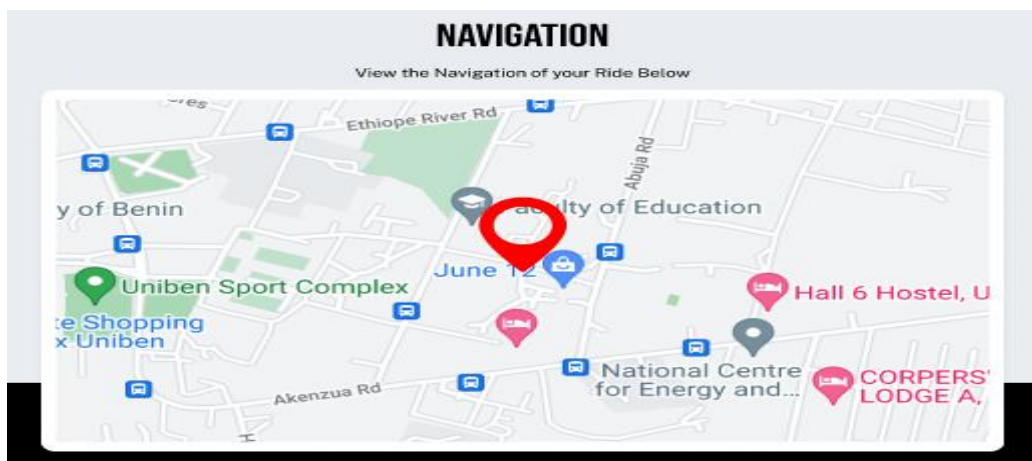 NAVIGATION
View the Navigation of your Ride Below
Ethiope River Rd
Abuja Rd
y of Benin
aculty of Education
June 12
Uniben Sport Complex
Hall 6 Hostel, U
te Shopping
x Uniben
National Centre
for Energy and...
Akenzua Rd
CORPERS'
LODGE A,